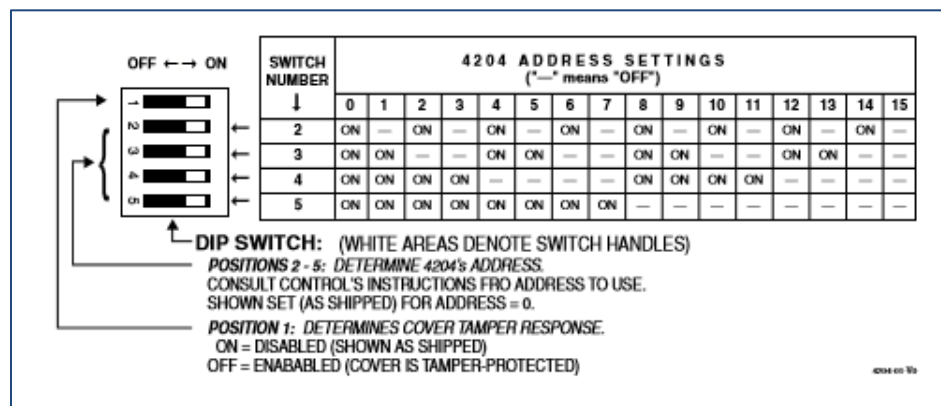 OFF ←→ ON
1
2
3
4
5
SWITCH NUMBER ↓
4204 ADDRESS SETTINGS
("—" means "OFF")
0 1 2 3 4 5 6 7 8 9 10 11 12 13 14 15
2 ON — ON — ON — ON — ON — ON — ON — ON —
3 ON ON — — ON ON — — ON ON — — ON ON — —
4 ON ON ON ON — — — — ON ON ON ON — — — —
5 ON ON ON ON ON ON ON ON — — — — — — — —
DIP SWITCH: (WHITE AREAS DENOTE SWITCH HANDLES)
POSITIONS 2 - 5: DETERMINE 4204's ADDRESS.
CONSULT CONTROL'S INSTRUCTIONS FRO ADDRESS TO USE.
SHOWN SET (AS SHIPPED) FOR ADDRESS = 0.
POSITION 1: DETERMINES COVER TAMPER RESPONSE.
ON = DISABLED (SHOWN AS SHIPPED)
OFF = ENABABLED (COVER IS TAMPER-PROTECTED)